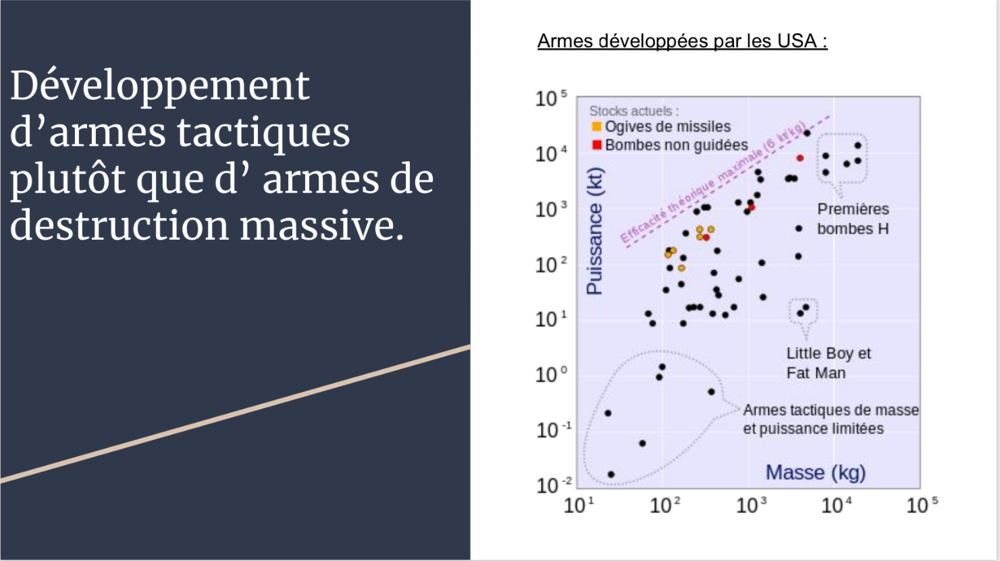 Développement
d’armes tactiques
plutôt que d’ armes de
destruction massive.
Armes développées par les USA :
Stocks actuels :
Ogives de missiles
Bombes non guidées
Efficacité théorique maximale (6 kt/kg)
Puissance (kt)
10⁵
10⁴
10³
10²
10¹
10⁰
10⁻¹
10⁻²
Premières
bombes H
Little Boy et
Fat Man
Armes tactiques de masse
et puissance limitées
Masse (kg)
10¹ 10² 10³ 10⁴ 10⁵